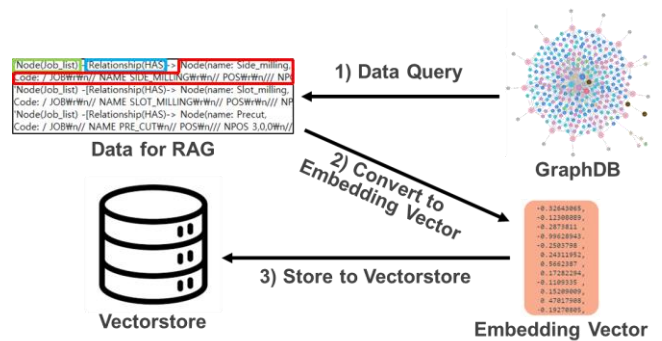 'Node(Job_list) -[Relationship(HAS)-> 'Node(name: Side_milling,
Code: / JOB₩r₩n// NAME SIDE_MILLING₩r₩n// POS₩r₩n/// NPO
'Node(Job_list) -[Relationship(HAS)-> Node(name: Slot_milling,
Code: / JOB₩r₩n// NAME SLOT_MILLING₩r₩n// POS₩r₩n/// NP
'Node(Job_list) -[Relationship(HAS)-> Node(name: Precut,
Code: / JOB₩r₩n// NAME PRE_CUT₩r₩n// POS₩r₩n/// NPOS 3,0,0₩r₩n//
Data for RAG
1) Data Query
GraphDB
2) Convert to
Embedding Vector
-0.32643065,
-0.12308089,
-0.2873811 ,
-0.99628943,
-0.2503798 ,
0.24311952,
0.5662387 ,
0.17282294,
-0.1109335 ,
0.15209009,
0.47017908,
-0.19270805,
3) Store to Vectorstore
Vectorstore
Embedding Vector